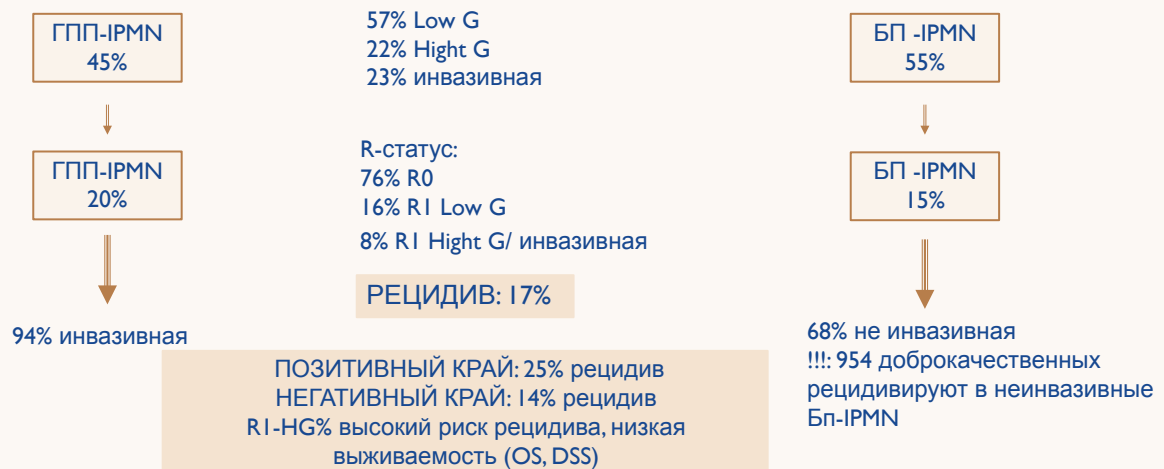 ГПП-IPMN
45%
57% Low G
22% Hight G
23% инвазивная
БП -IPMN
55%
ГПП-IPMN
20%
R-статус:
76% R0
16% R1 Low G
8% R1 Hight G/ инвазивная
БП -IPMN
15%
РЕЦИДИВ: 17%
94% инвазивная
68% не инвазивная
!!!: 954 доброкачественных
рецидивируют в неинвазивные
Бп-IPMN
ПОЗИТИВНЫЙ КРАЙ: 25% рецидив
НЕГАТИВНЫЙ КРАЙ: 14% рецидив
R1-HG% высокий риск рецидива, низкая
выживаемость (OS, DSS)